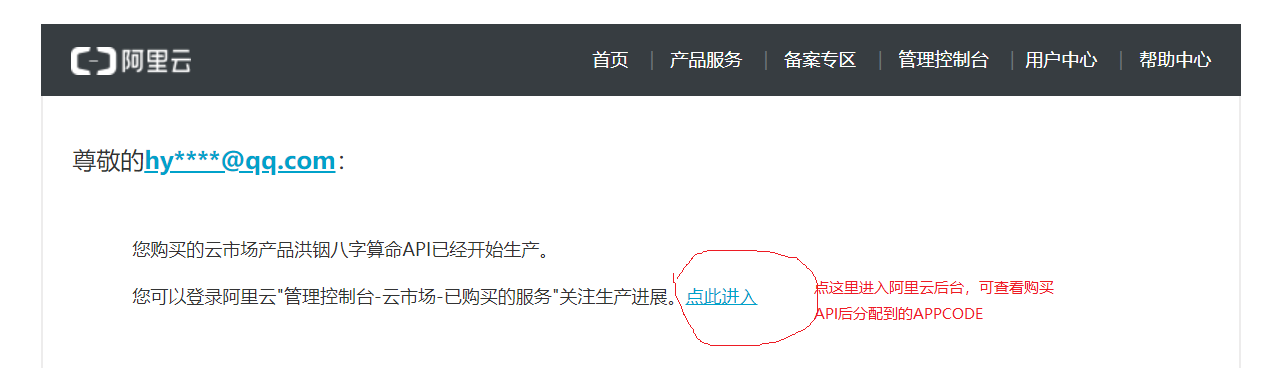 阿里云
首页 | 产品服务 | 备案专区 | 管理控制台 | 用户中心 | 帮助中心
尊敬的hy****@qq.com：
您购买的云市场产品洪铟八字算命API已经开始生产。
您可以登录阿里云"管理控制台-云市场-已购买的服务"关注生产进展。点此进入
点这里进入阿里云后台，可查看购买
API后分配到的APPCODE